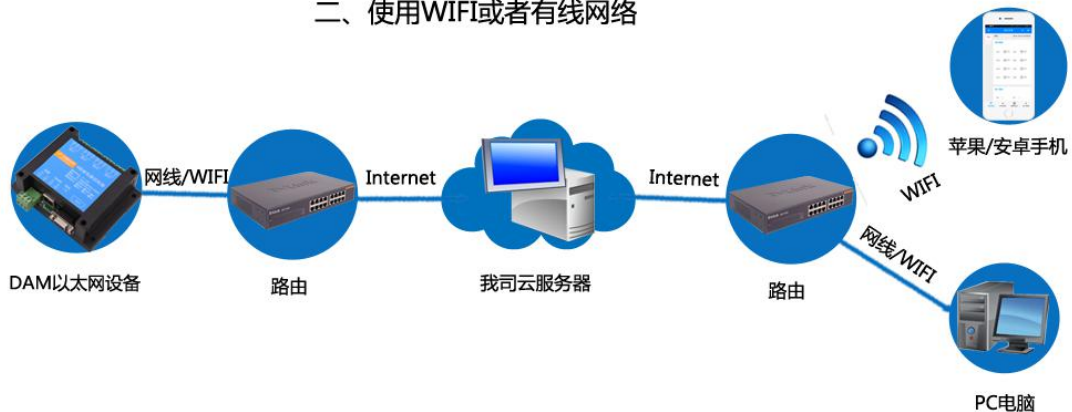 二、使用WIFI或者有线网络
网线/WIFI
Internet
Internet
WIFI
苹果/安卓手机
网线/WIFI
DAM以太网设备
路由
我司云服务器
路由
PC电脑